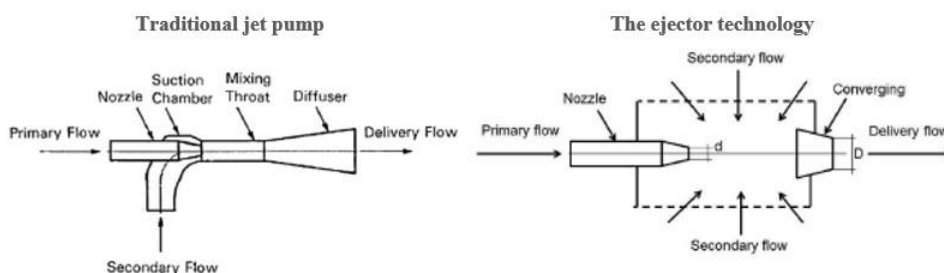 Traditional jet pump
Nozzle
Suction
Chamber
Mixing
Throat
Diffuser
Primary Flow
Delivery Flow
Secondary Flow
The ejector technology
Secondary flow
Nozzle
Converging
Primary flow
d
D
Delivery flow
Secondary flow